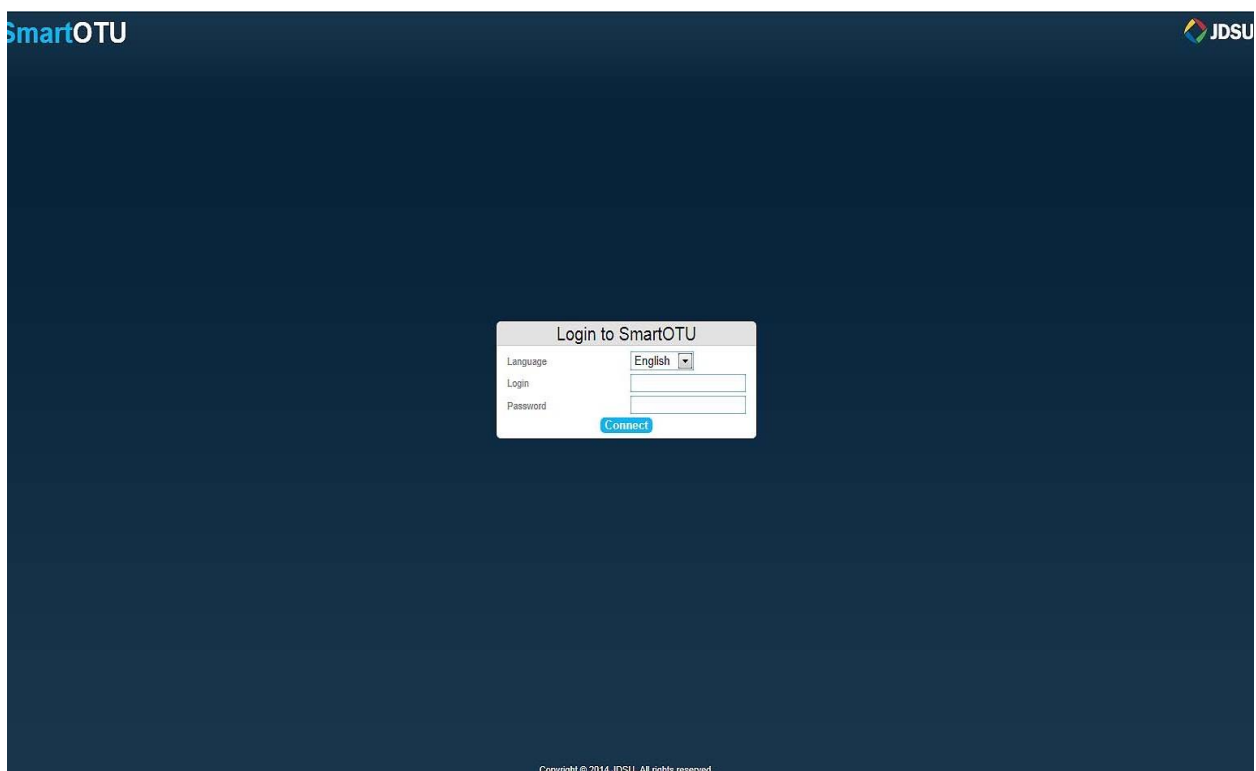 SmartOTU
JDSU
Login to SmartOTU
Language English
Login
Password
Connect
Copyright © 2014 JDSU. All rights reserved